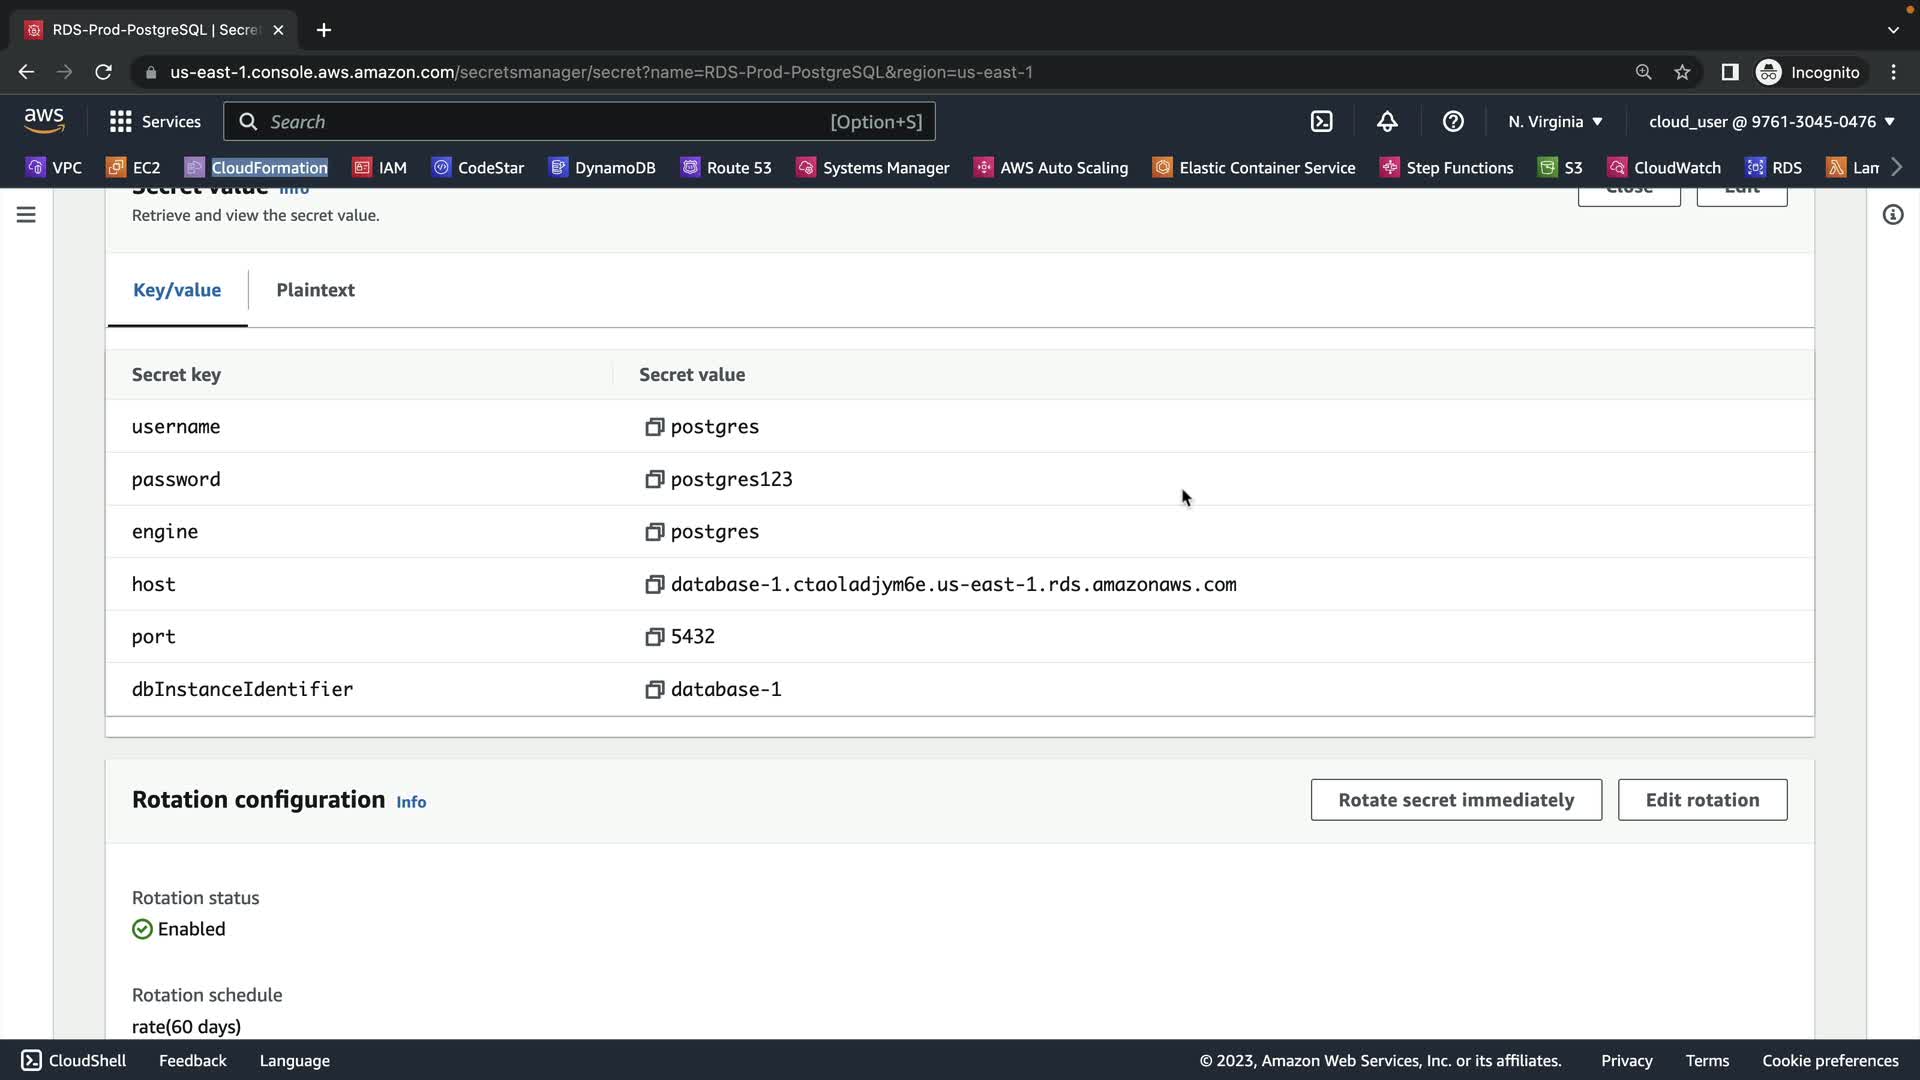 RDS-Prod-PostgreSQL | Secre
us-east-1.console.aws.amazon.com/secretsmanager/secret?name=RDS-Prod-PostgreSQL&region=us-east-1
Incognito
aws
Services
Search
[Option+S]
N. Virginia
cloud_user @ 9761-3045-0476
VPC
EC2
CloudFormation
IAM
CodeStar
DynamoDB
Route 53
Systems Manager
AWS Auto Scaling
Elastic Container Service
Step Functions
S3
CloudWatch
RDS
Lam
Secret value Info
Close
Edit
Retrieve and view the secret value.
Key/value
Plaintext
Secret key
Secret value
username
postgres
password
postgres123
engine
postgres
host
database-1.ctaoladjym6e.us-east-1.rds.amazonaws.com
port
5432
dbInstanceIdentifier
database-1
Rotation configuration Info
Rotate secret immediately
Edit rotation
Rotation status
Enabled
Rotation schedule
rate(60 days)
CloudShell
Feedback
Language
© 2023, Amazon Web Services, Inc. or its affiliates.
Privacy
Terms
Cookie preferences